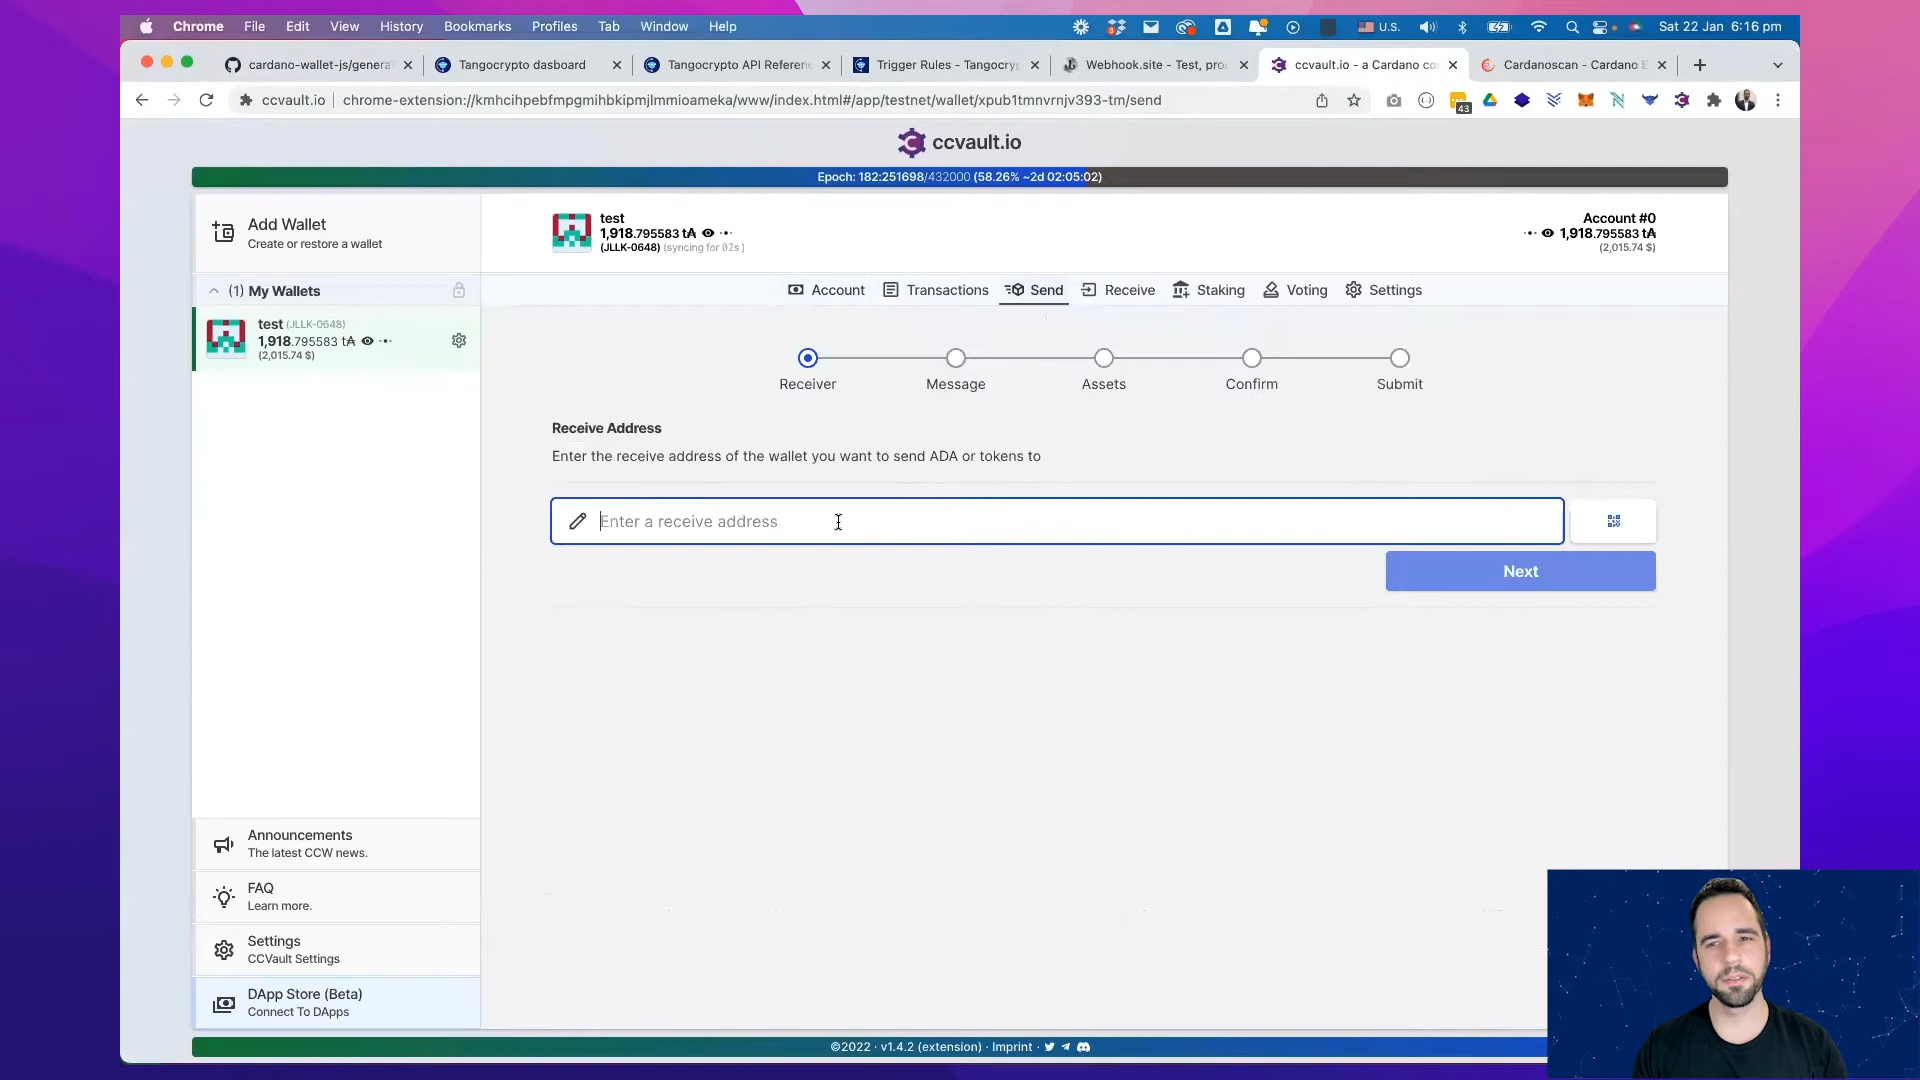 Chrome File Edit View History Bookmarks Profiles Tab Window Help
3
U.S.
Sat 22 Jan 6:16 pm
cardano-wallet-js/genera
Tangocrypto dasboard
Tangocrypto API Referen
Trigger Rules - Tangocry
Webhook.site - Test, pro
ccvault.io - a Cardano co
Cardanoscan - Cardano E
ccvault.io
chrome-extension://kmhcihpebfmpgmihbkipmjlmmioameka/www/index.html#/app/testnet/wallet/xpub1tmnvrnjv393-tm/send
43
ccvault.io
Epoch: 182:251698/432000 (58.26% ~2d 02:05:02)
Add Wallet
Create or restore a wallet
test
1,918.795583 t₳
(JLLK-0648) (syncing for 02s )
Account #0
1,918.795583 t₳
(2,015.74 $)
(1) My Wallets
Account Transactions Send Receive Staking Voting Settings
test (JLLK-0648)
1,918.795583 t₳
(2,015.74 $)
Receiver Message Assets Confirm Submit
Receive Address
Enter the receive address of the wallet you want to send ADA or tokens to
Enter a receive address
Next
Announcements
The latest CCW news.
FAQ
Learn more.
Settings
CCVault Settings
DApp Store (Beta)
Connect To DApps
©2022 · v1.4.2 (extension) · Imprint ·